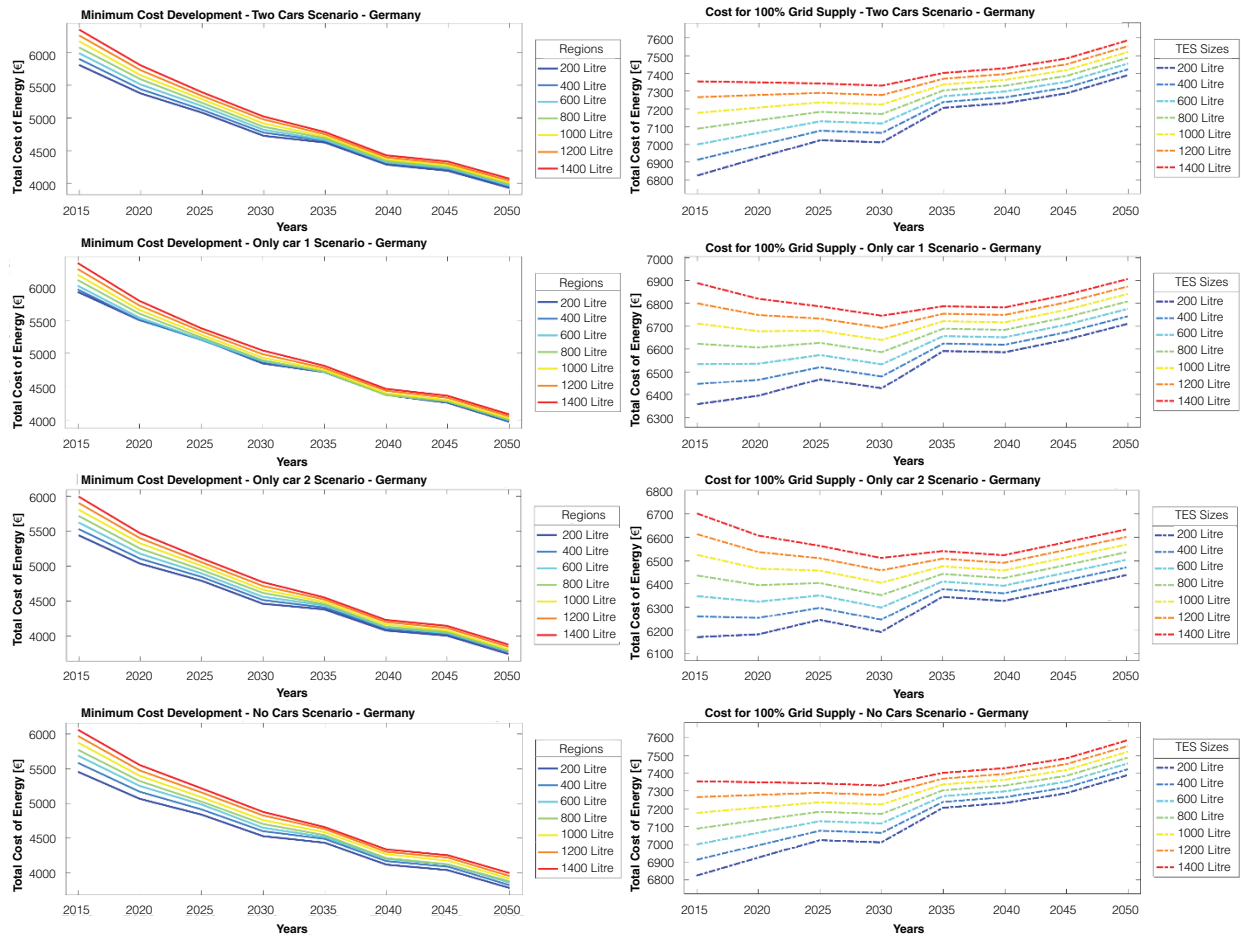 Minimum Cost Development - Two Cars Scenario - Germany
Total Cost of Energy [€]
6000
5500
5000
4500
4000
2015 2020 2025 2030 2035 2040 2045 2050
Years
Regions
200 Litre
400 Litre
600 Litre
800 Litre
1000 Litre
1200 Litre
1400 Litre
Cost for 100% Grid Supply - Two Cars Scenario - Germany
Total Cost of Energy [€]
7600
7500
7400
7300
7200
7100
7000
6900
6800
2015 2020 2025 2030 2035 2040 2045 2050
Years
TES Sizes
200 Litre
400 Litre
600 Litre
800 Litre
1000 Litre
1200 Litre
1400 Litre
Minimum Cost Development - Only car 1 Scenario - Germany
Total Cost of Energy [€]
6000
5500
5000
4500
4000
2015 2020 2025 2030 2035 2040 2045 2050
Years
Regions
200 Litre
400 Litre
600 Litre
800 Litre
1000 Litre
1200 Litre
1400 Litre
Cost for 100% Grid Supply - Only car 1 Scenario - Germany
Total Cost of Energy [€]
7000
6900
6800
6700
6600
6500
6400
6300
2015 2020 2025 2030 2035 2040 2045 2050
Years
TES Sizes
200 Litre
400 Litre
600 Litre
800 Litre
1000 Litre
1200 Litre
1400 Litre
Minimum Cost Development - Only car 2 Scenario - Germany
Total Cost of Energy [€]
6000
5500
5000
4500
4000
2015 2020 2025 2030 2035 2040 2045 2050
Years
Regions
200 Litre
400 Litre
600 Litre
800 Litre
1000 Litre
1200 Litre
1400 Litre
Cost for 100% Grid Supply - Only car 2 Scenario - Germany
Total Cost of Energy [€]
6800
6700
6600
6500
6400
6300
6200
6100
2015 2020 2025 2030 2035 2040 2045 2050
Years
TES Sizes
200 Litre
400 Litre
600 Litre
800 Litre
1000 Litre
1200 Litre
1400 Litre
Minimum Cost Development - No Cars Scenario - Germany
Total Cost of Energy [€]
6000
5500
5000
4500
4000
2015 2020 2025 2030 2035 2040 2045 2050
Years
Regions
200 Litre
400 Litre
600 Litre
800 Litre
1000 Litre
1200 Litre
1400 Litre
Cost for 100% Grid Supply - No Cars Scenario - Germany
Total Cost of Energy [€]
7600
7500
7400
7300
7200
7100
7000
6900
6800
2015 2020 2025 2030 2035 2040 2045 2050
Years
TES Sizes
200 Litre
400 Litre
600 Litre
800 Litre
1000 Litre
1200 Litre
1400 Litre